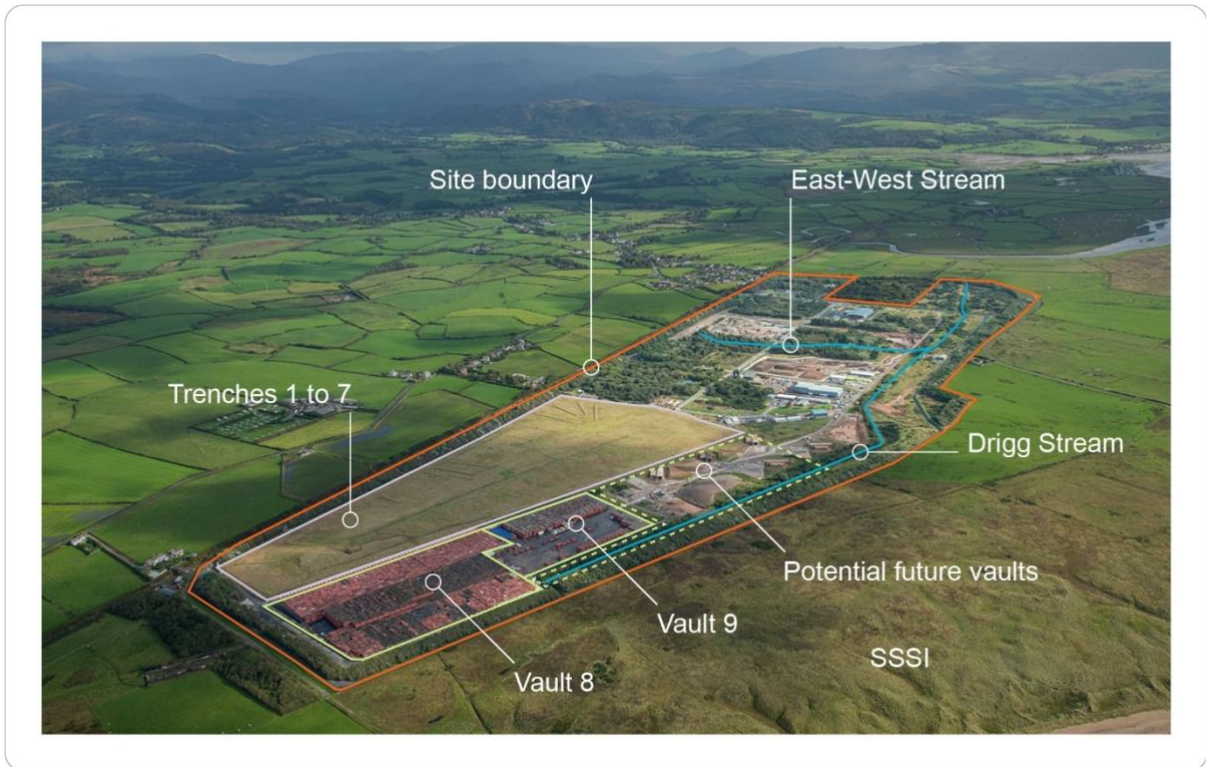 Site boundary
East-West Stream
Trenches 1 to 7
Drigg Stream
Potential future vaults
Vault 9
SSSI
Vault 8